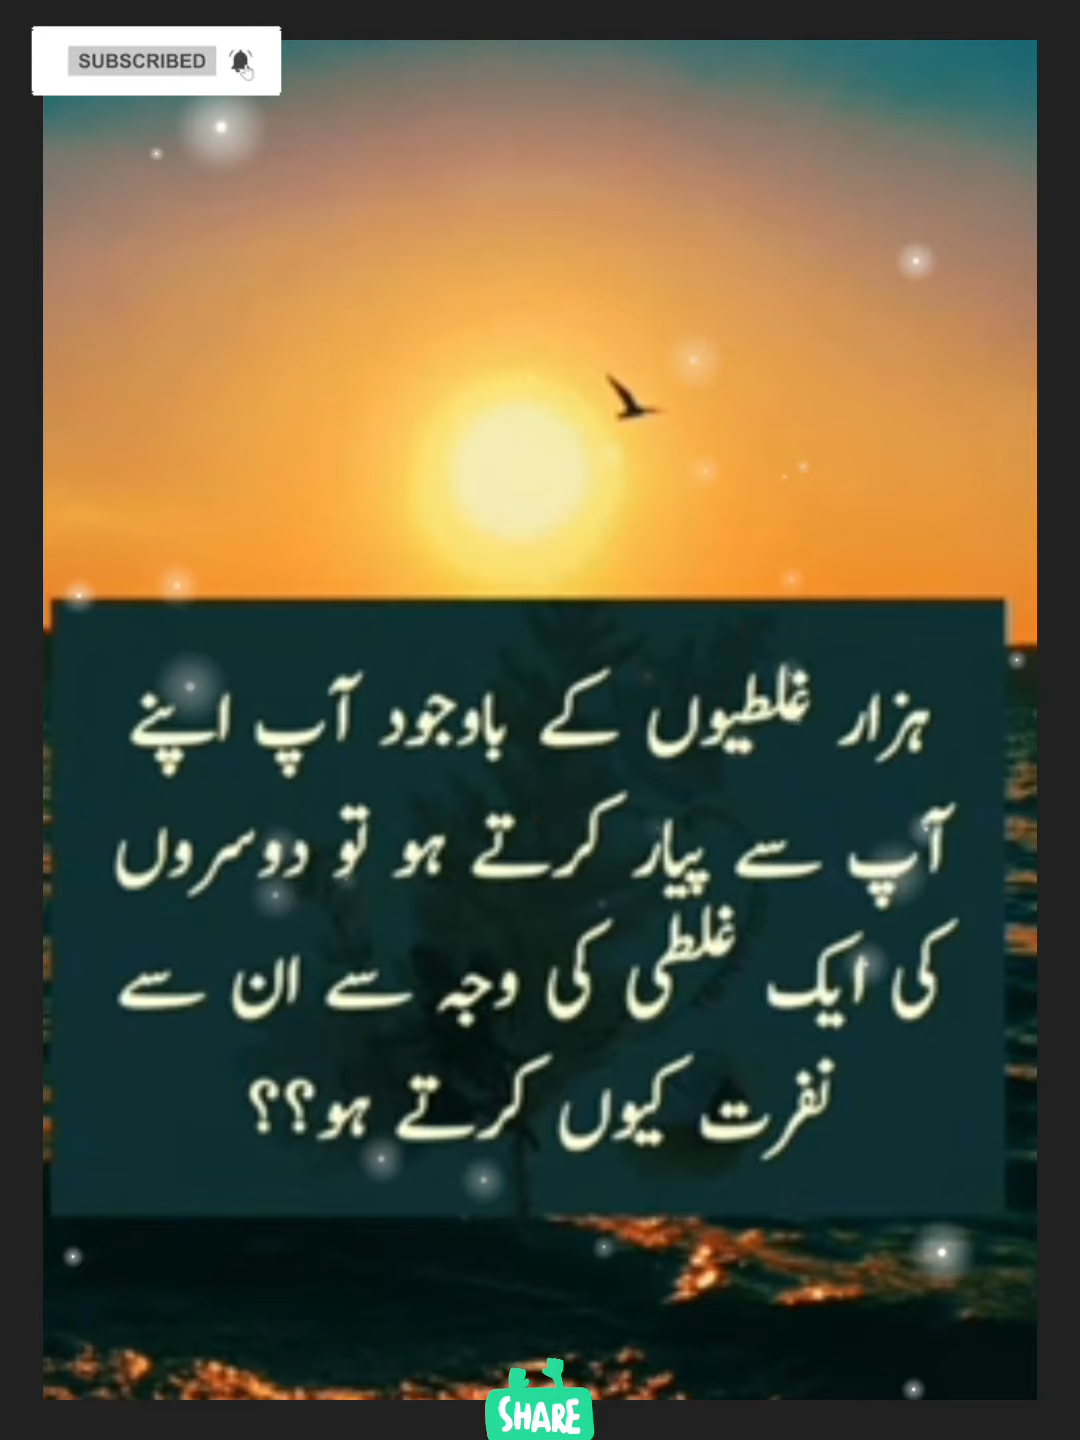 SUBSCRIBED
ہزار غلطیوں کے باوجود آپ اپنے
آپ سے پیار کرتے ہو تو دوسروں
کی ایک غلطی کی وجہ سے ان سے
نفرت کیوں کرتے ہو؟؟
SHARE